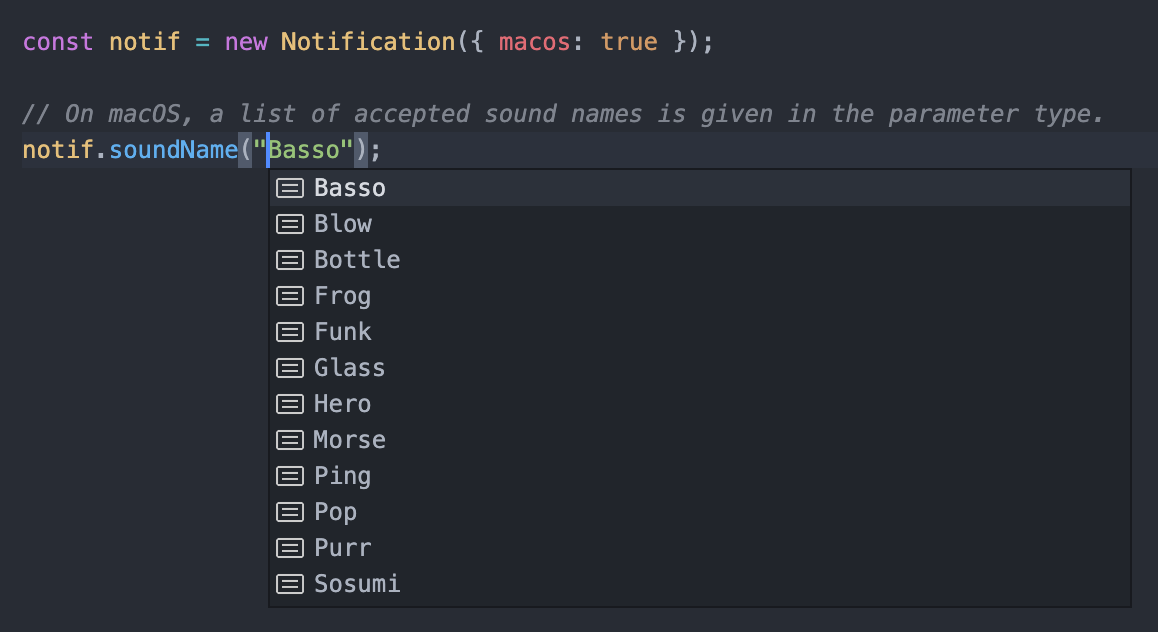 const notif = new Notification({ macos: true });
// On macOS, a list of accepted sound names is given in the parameter type.
notif.soundName("Basso");
Basso
Blow
Bottle
Frog
Funk
Glass
Hero
Morse
Ping
Pop
Purr
Sosumi